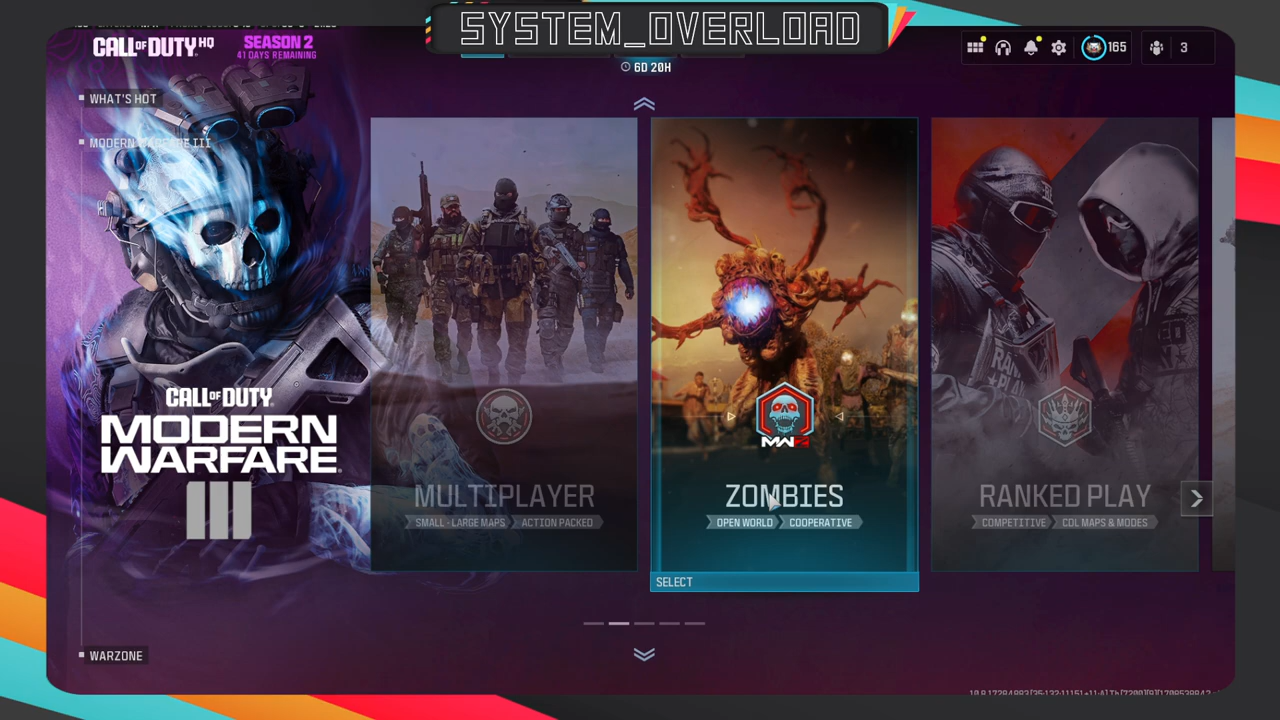 SYSTEM_OVERLOAD
CALL OF DUTY HQ
SEASON 2
41 DAYS REMAINING
6D 20H
165
3
WHAT'S HOT
MODERN WARFARE III
CALL OF DUTY
MODERN
WARFARE
III
MULTIPLAYER
SMALL - LARGE MAPS
ACTION PACKED
MWZ
ZOMBIES
OPEN WORLD
COOPERATIVE
SELECT
RANKED PLAY
COMPETITIVE
CDL MAPS & MODES
WARZONE